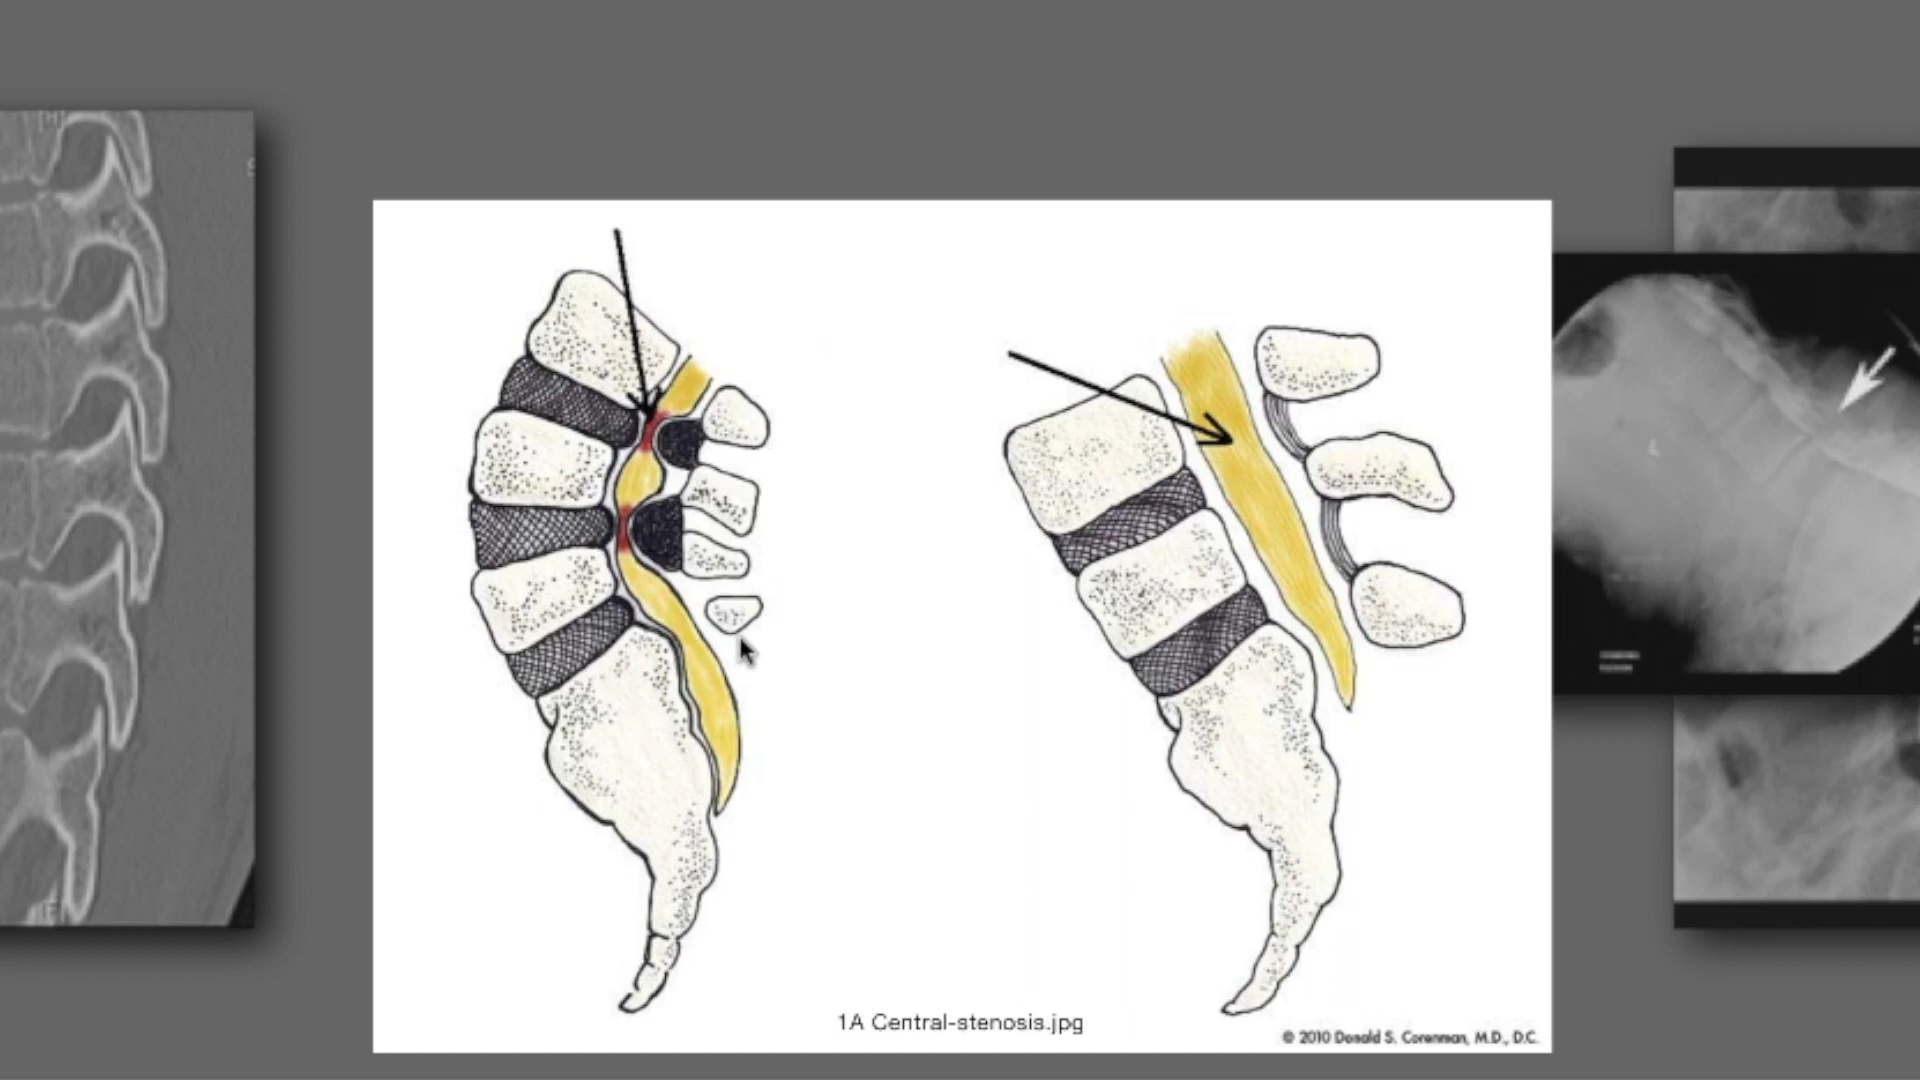 1A Central-stenosis.jpg
© 2010 Donald S. Corenman, M.D., D.C.